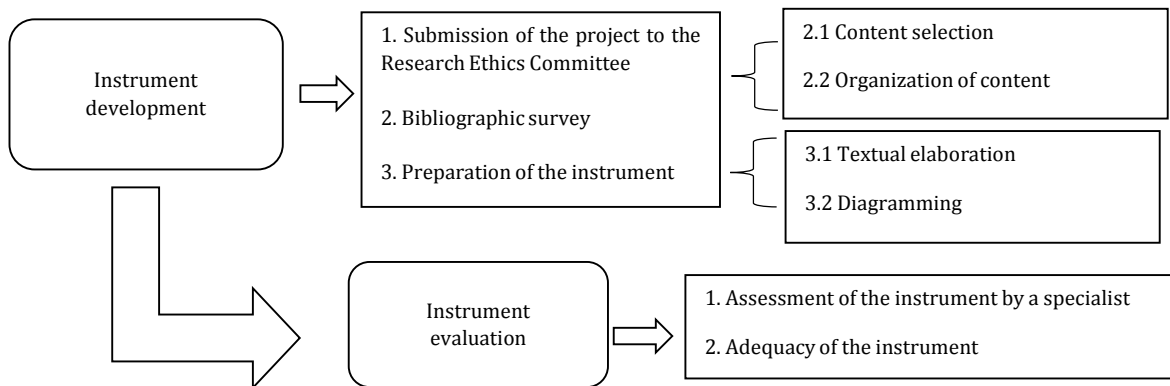 Instrument
development
1. Submission of the project to the
Research Ethics Committee
2. Bibliographic survey
3. Preparation of the instrument
2.1 Content selection
2.2 Organization of content
3.1 Textual elaboration
3.2 Diagramming
Instrument
evaluation
1. Assessment of the instrument by a specialist
2. Adequacy of the instrument